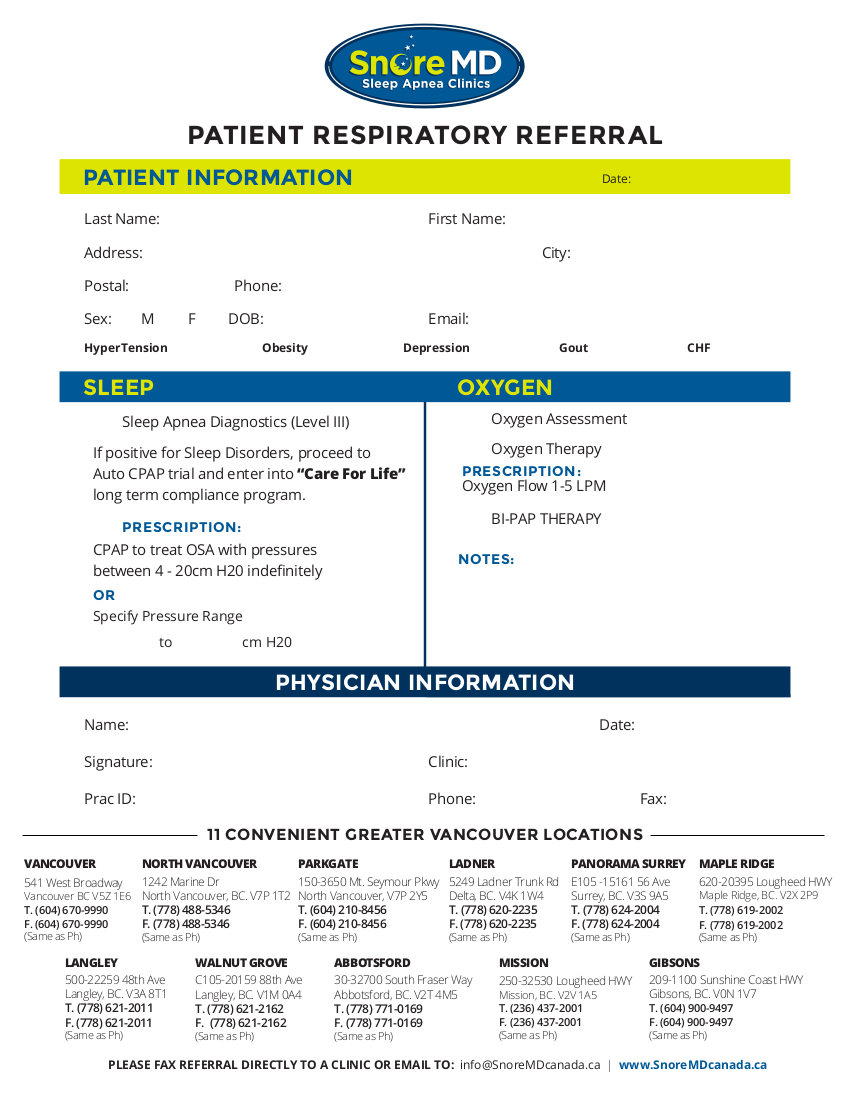 Snore MD
Sleep Apnea Clinics
PATIENT RESPIRATORY REFERRAL
PATIENT INFORMATION Date:
Last Name: First Name:
Address: City:
Postal: Phone:
Sex: M F DOB: Email:
HyperTension Obesity Depression Gout CHF
SLEEP
Sleep Apnea Diagnostics (Level III)
If positive for Sleep Disorders, proceed to
Auto CPAP trial and enter into “Care For Life”
long term compliance program.
PRESCRIPTION:
CPAP to treat OSA with pressures
between 4 - 20cm H20 indefinitely
OR
Specify Pressure Range
to cm H20
OXYGEN
Oxygen Assessment
Oxygen Therapy
PRESCRIPTION:
Oxygen Flow 1-5 LPM
BI-PAP THERAPY
NOTES:
PHYSICIAN INFORMATION
Name: Date:
Signature: Clinic:
Prac ID: Phone: Fax:
11 CONVENIENT GREATER VANCOUVER LOCATIONS
VANCOUVER
541 West Broadway
Vancouver BC V5Z 1E6
T. (604) 670-9990
F. (604) 670-9990
(Same as Ph)
NORTH VANCOUVER
1242 Marine Dr
North Vancouver, BC. V7P 1T2
T. (778) 488-5346
F. (778) 488-5346
(Same as Ph)
PARKGATE
150-3650 Mt. Seymour Pkwy
North Vancouver, V7P 2Y5
T. (604) 210-8456
F. (604) 210-8456
(Same as Ph)
LADNER
5249 Ladner Trunk Rd
Delta, BC. V4K 1W4
T. (778) 620-2235
F. (778) 620-2235
(Same as Ph)
PANORAMA SURREY
E105 -15161 56 Ave
Surrey, BC. V3S 9A5
T. (778) 624-2004
F. (778) 624-2004
(Same as Ph)
MAPLE RIDGE
620-20395 Lougheed HWY
Maple Ridge, BC. V2X 2P9
T. (778) 619-2002
F. (778) 619-2002
(Same as Ph)
LANGLEY
500-22259 48th Ave
Langley, BC. V3A 8T1
T. (778) 621-2011
F. (778) 621-2011
(Same as Ph)
WALNUT GROVE
C105-20159 88th Ave
Langley, BC V1M 0A4
T. (778) 621-2162
F. (778) 621-2162
(Same as Ph)
ABBOTSFORD
30-32700 South Fraser Way
Abbotsford, BC. V2T 4M5
T. (778) 771-0169
F. (778) 771-0169
(Same as Ph)
MISSION
250-32530 Lougheed HWY
Mission, BC. V2V 1A5
T. (236) 437-2001
F. (236) 437-2001
(Same as Ph)
GIBSONS
209-1100 Sunshine Coast HWY
Gibsons, BC. V0N 1V7
T. (604) 900-9497
F. (604) 900-9497
(Same as Ph)
PLEASE FAX REFERRAL DIRECTLY TO A CLINIC OR EMAIL TO: info@SnoreMDcanada.ca | www.SnoreMDcanada.ca